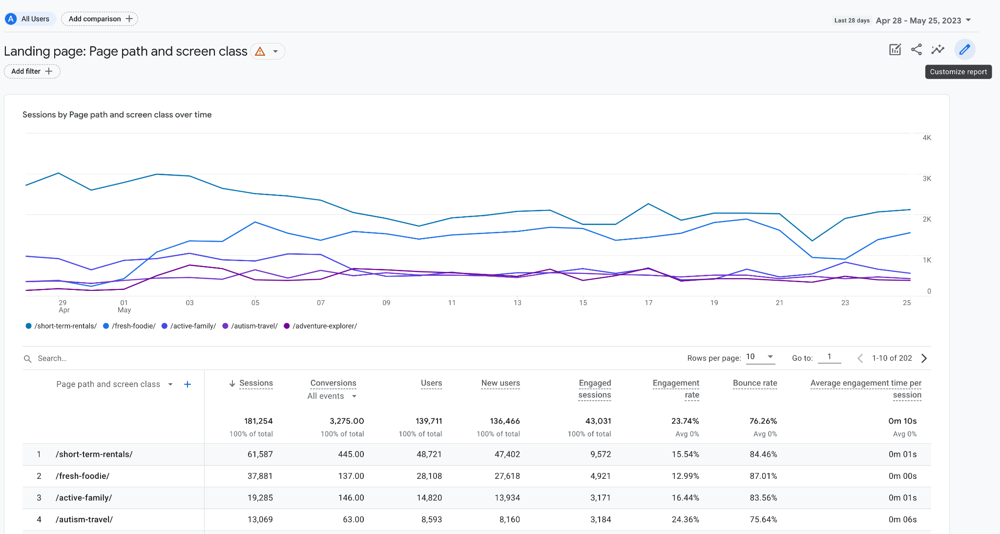 A All Users Add comparison +
Last 28 days Apr 28 - May 25, 2023
Landing page: Page path and screen class
Add filter +
Customize report
Sessions by Page path and screen class over time
4K
3K
2K
1K
0
29 01 03 05 07 09 11 13 15 17 19 21 23 25
Apr May
/short-term-rentals/ /fresh-foodie/ /active-family/ /autism-travel/ /adventure-explorer/
Search...
Rows per page: 10 Go to: 1 1-10 of 202
Page path and screen class + ↓ Sessions Conversions Users New users Engaged sessions Engagement rate Bounce rate Average engagement time per session
All events
181,254 3,275.00 139,711 136,466 43,031 23.74% 76.26% 0m 10s
100% of total 100% of total 100% of total 100% of total 100% of total Avg 0% Avg 0% Avg 0%
1 /short-term-rentals/ 61,587 445.00 48,721 47,402 9,572 15.54% 84.46% 0m 01s
2 /fresh-foodie/ 37,881 137.00 28,108 27,618 4,921 12.99% 87.01% 0m 00s
3 /active-family/ 19,285 146.00 14,820 13,934 3,171 16.44% 83.56% 0m 01s
4 /autism-travel/ 13,069 63.00 8,593 8,160 3,184 24.36% 75.64% 0m 06s